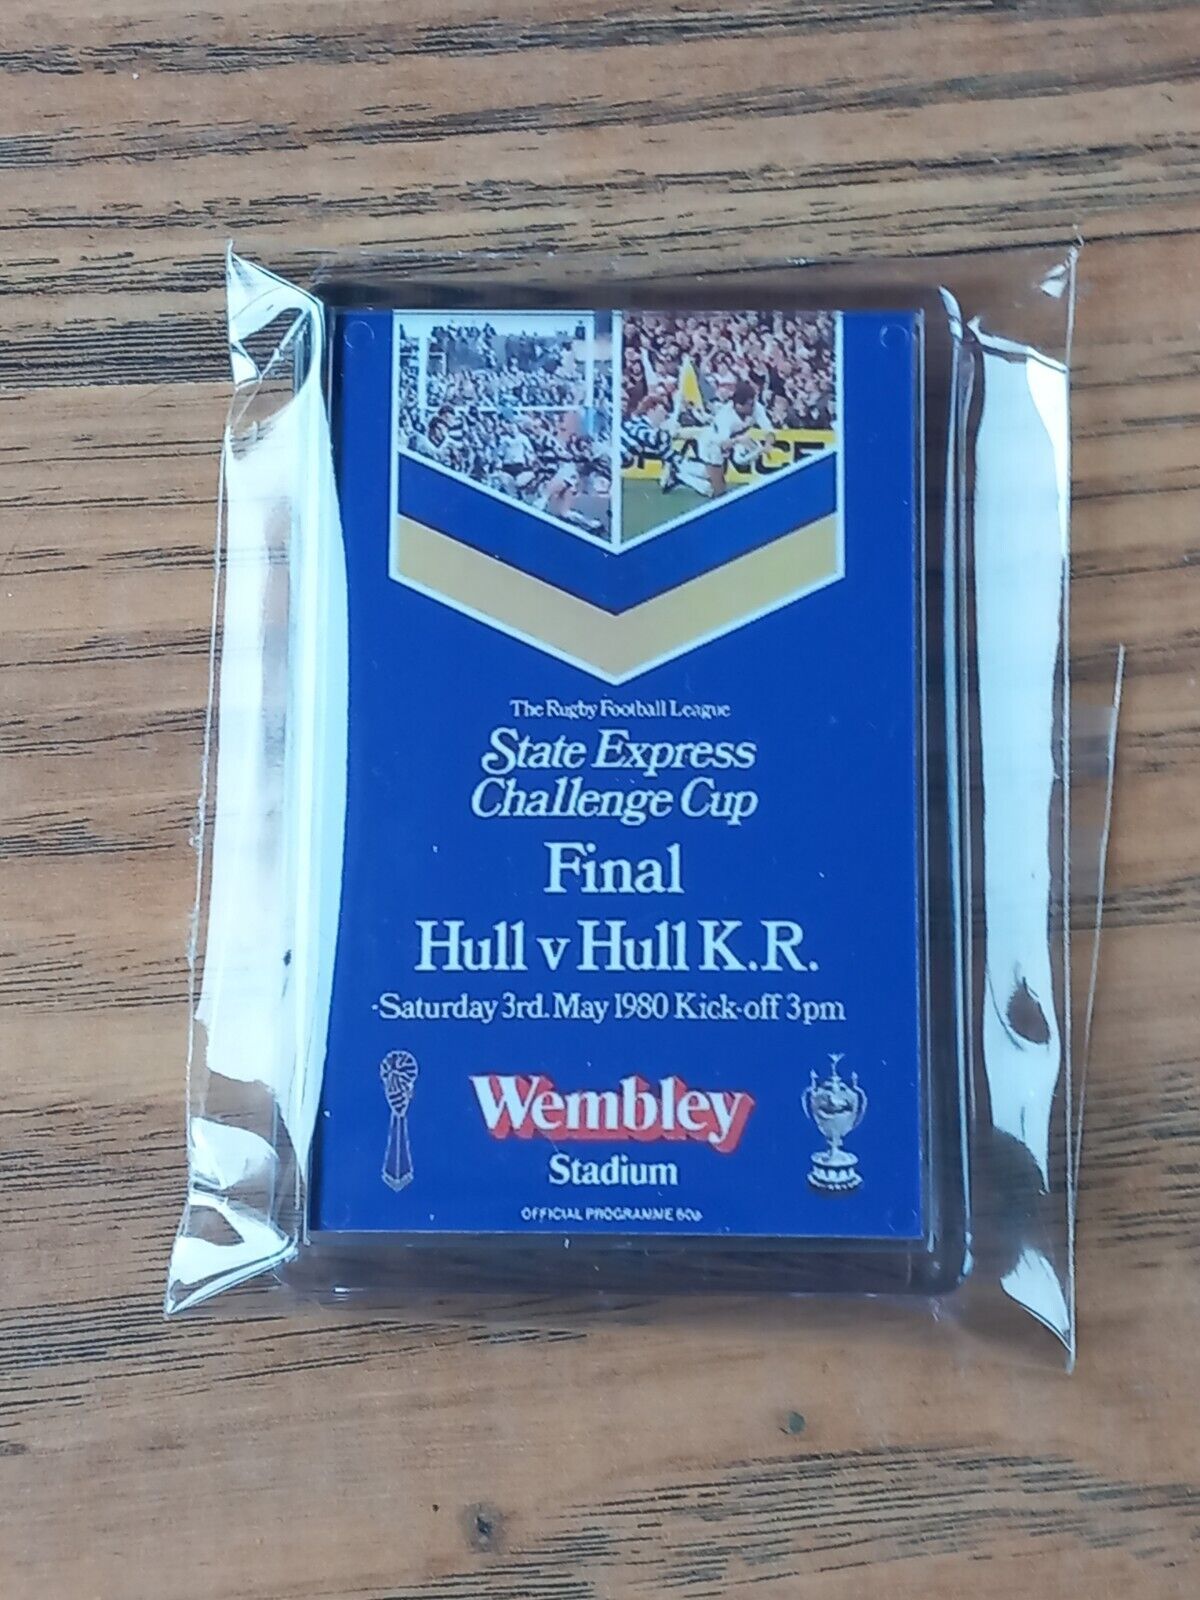 The Rugby Football League
State Express
Challenge Cup
Final
Hull v Hull K.R.
Saturday 3rd. May 1980 Kick-off 3pm
Wembley
Stadium
OFFICIAL PROGRAMME 60p